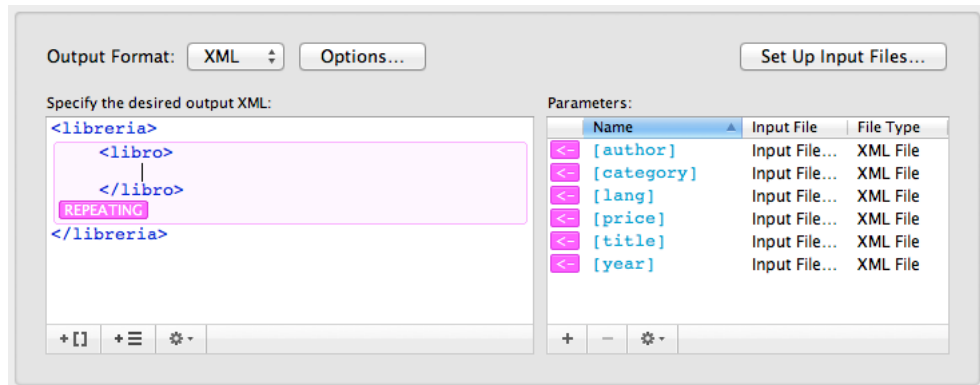 Output Format: XML Options... Set Up Input Files...
Specify the desired output XML:
<libreria>
<libro>
</libro>
REPEATING
</libreria>
+[] +
Parameters:
Name Input File File Type
<- [author] Input File... XML File
<- [category] Input File... XML File
<- [lang] Input File... XML File
<- [price] Input File... XML File
<- [title] Input File... XML File
<- [year] Input File... XML File
+ −